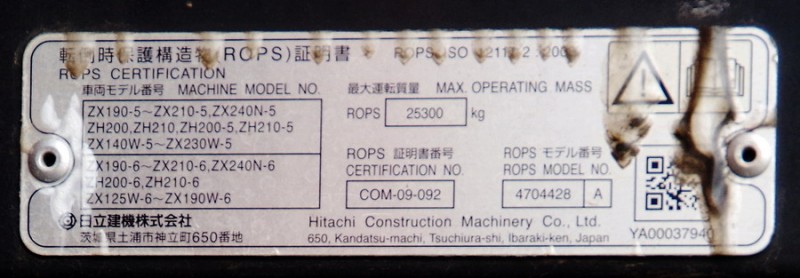 転倒時保護構造物(ROPS)証明書 ROPS:ISO 12117-2:2008
ROPS CERTIFICATION
車両モデル番号 MACHINE MODEL NO.
ZX190-5~ZX210-5,ZX240N-5
ZH200,ZH210,ZH200-5,ZH210-5
ZX140W-5~ZX230W-5
ZX190-6~ZX210-6,ZX240N-6
ZH200-6,ZH210-6
ZX125W-6~ZX190W-6
最大運転質量 MAX. OPERATING MASS
ROPS 25300 kg
ROPS 証明書番号
CERTIFICATION NO.
COM-09-092
ROPS モデル番号
ROPS MODEL NO.
4704428 A
日立建機株式会社
茨城県土浦市神立町650番地
Hitachi Construction Machinery Co., Ltd.
650, Kandatsu-machi, Tsuchiura-shi, Ibaraki-ken, Japan
YA00037940